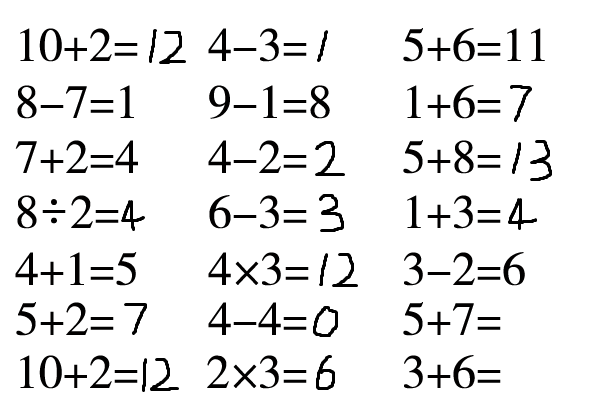 10+2=12 4−3=1 5+6=11
8−7=1 9−1=8 1+6=7
7+2=4 4−2=2 5+8=13
8÷2=4 6−3=3 1+3=4
4+1=5 4×3=12 3−2=6
5+2=7 4−4=0 5+7=
10+2=12 2×3=6 3+6=